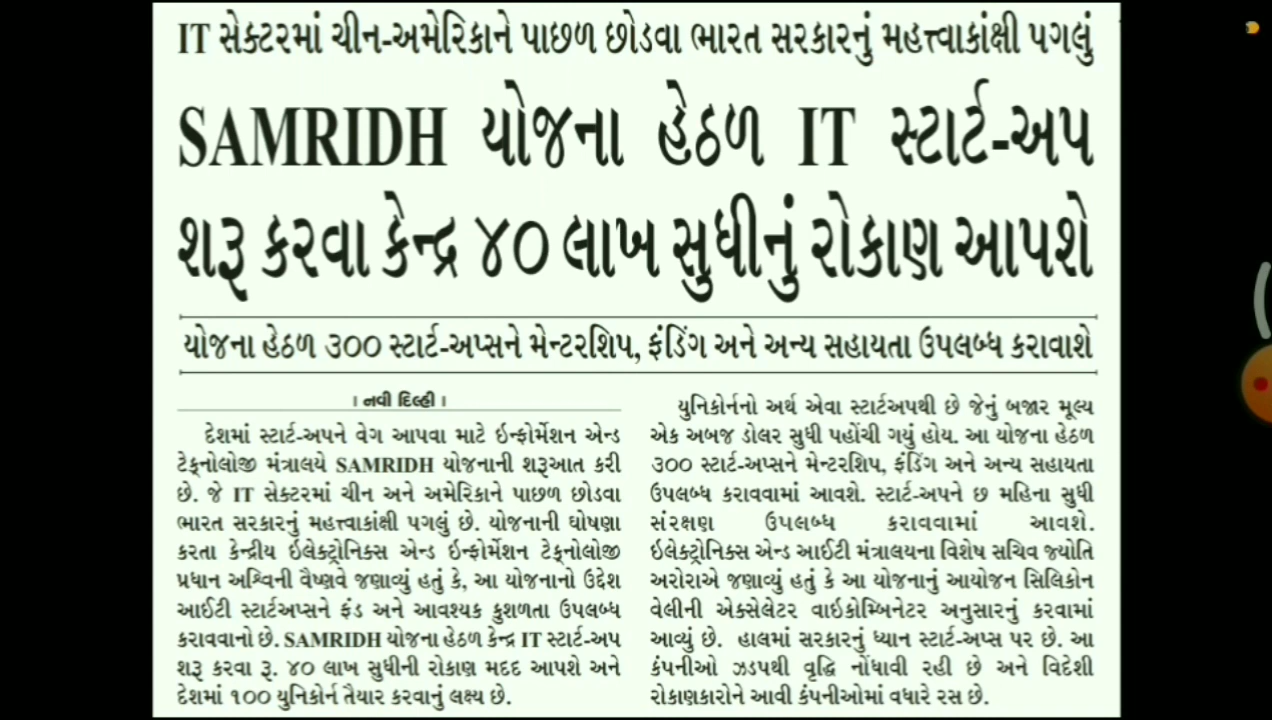 IT સેક્ટરમાં ચીન-અમેરિકાને પાછળ છોડવા ભારત સરકારનું મહત્ત્વાકાંક્ષી પગલું
SAMRIDH યોજના હેઠળ IT સ્ટાર્ટ-અપ
શરૂ કરવા કેન્દ્ર ૪૦ લાખ સુધીનું રોકાણ આપશે
યોજના હેઠળ ૩૦૦ સ્ટાર્ટ-અપ્સને મેન્ટરશિપ, ફંડિંગ અને અન્ય સહાયતા ઉપલબ્ધ કરાવાશે
। નવી દિલ્હી ।
દેશમાં સ્ટાર્ટ-અપને વેગ આપવા માટે ઇન્ફોર્મેશન એન્ડ
ટેક્નોલોજી મંત્રાલયે SAMRIDH યોજનાની શરૂઆત કરી
છે. જે IT સેક્ટરમાં ચીન અને અમેરિકાને પાછળ છોડવા
ભારત સરકારનું મહત્ત્વાકાંક્ષી પગલું છે. યોજનાની ઘોષણા
કરતા કેન્દ્રીય ઇલેક્ટ્રોનિક્સ એન્ડ ઇન્ફોર્મેશન ટેક્નોલોજી
પ્રધાન અશ્વિની વૈષ્ણવે જણાવ્યું હતું કે, આ યોજનાનો ઉદ્દેશ
આઈટી સ્ટાર્ટઅપ્સને ફંડ અને આવશ્યક કુશળતા ઉપલબ્ધ
કરાવવાનો છે. SAMRIDH યોજના હેઠળ કેન્દ્ર IT સ્ટાર્ટ-અપ
શરૂ કરવા રૂ. ૪૦ લાખ સુધીની રોકાણ મદદ આપશે અને
દેશમાં ૧૦૦ યુનિકોર્ન તૈયાર કરવાનું લક્ષ્ય છે.
યુનિકોર્નનો અર્થ એવા સ્ટાર્ટઅપથી છે જેનું બજાર મૂલ્ય
એક અબજ ડોલર સુધી પહોંચી ગયું હોય. આ યોજના હેઠળ
૩૦૦ સ્ટાર્ટ-અપ્સને મેન્ટરશિપ, ફંડિંગ અને અન્ય સહાયતા
ઉપલબ્ધ કરાવવામાં આવશે. સ્ટાર્ટ-અપને છ મહિના સુધી
સંરક્ષણ ઉપલબ્ધ કરાવવામાં આવશે.
ઇલેક્ટ્રોનિક્સ એન્ડ આઈટી મંત્રાલયના વિશેષ સચિવ જ્યોતિ
અરોરાએ જણાવ્યું હતું કે આ યોજનાનું આયોજન સિલિકોન
વેલીની એક્સેલેટર વાઇકોમ્બિનેટર અનુસારનું કરવામાં
આવ્યું છે. હાલમાં સરકારનું ધ્યાન સ્ટાર્ટ-અપ્સ પર છે. આ
કંપનીઓ ઝડપથી વૃદ્ધિ નોંધાવી રહી છે અને વિદેશી
રોકાણકારોને આવી કંપનીઓમાં વધારે રસ છે.